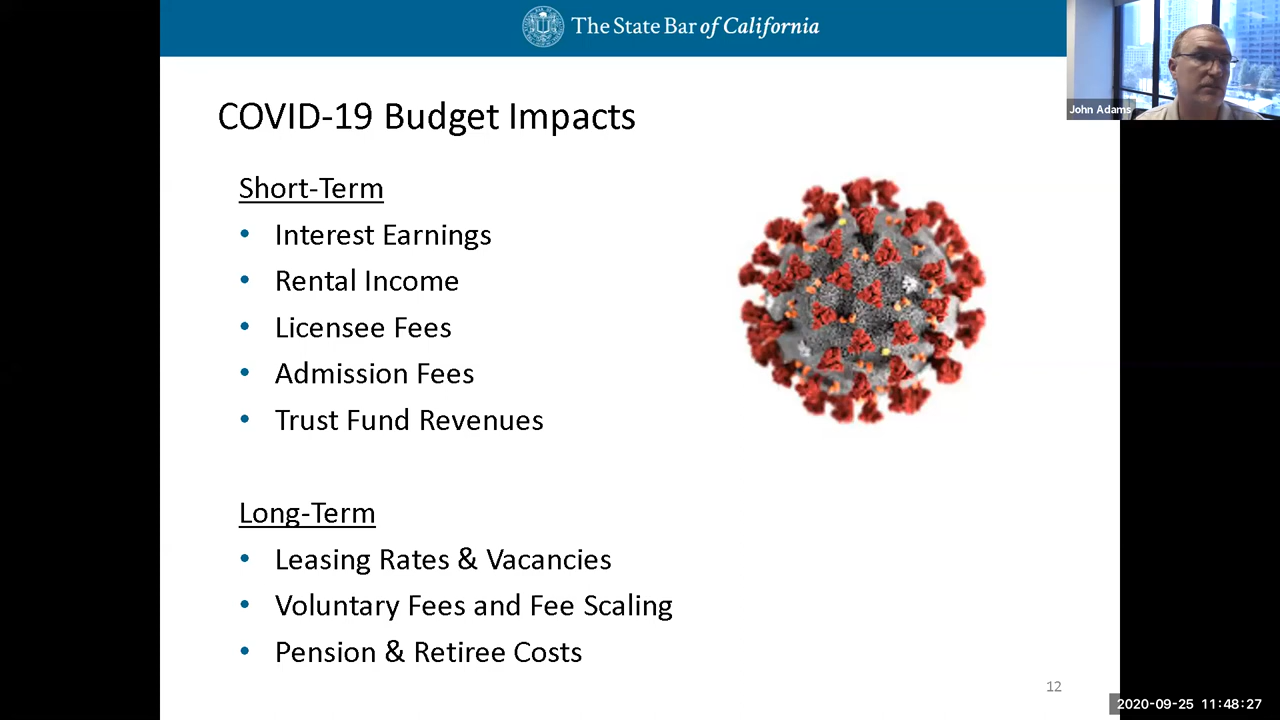 The State Bar of California
John Adams
COVID-19 Budget Impacts
Short-Term
• Interest Earnings
• Rental Income
• Licensee Fees
• Admission Fees
• Trust Fund Revenues
Long-Term
• Leasing Rates & Vacancies
• Voluntary Fees and Fee Scaling
• Pension & Retiree Costs
12
2020-09-25 11:48:27